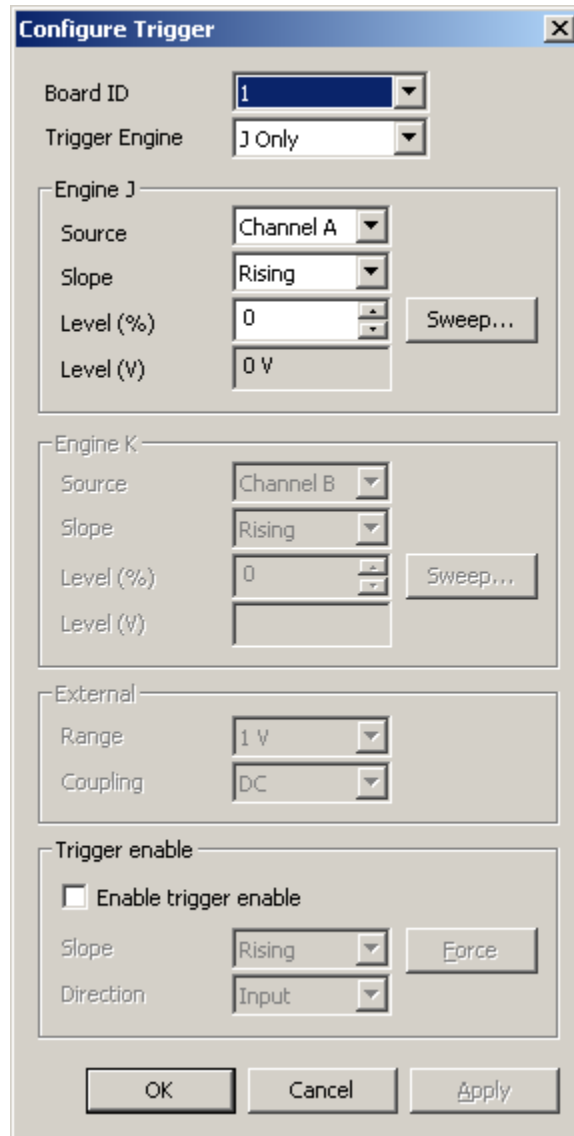 Configure Trigger
Board ID 1
Trigger Engine J Only
Engine J
Source Channel A
Slope Rising
Level (%) 0 Sweep...
Level (V) 0 V
Engine K
Source Channel B
Slope Rising
Level (%) 0 Sweep...
Level (V)
External
Range 1 V
Coupling DC
Trigger enable
Enable trigger enable
Slope Rising Force
Direction Input
OK Cancel Apply